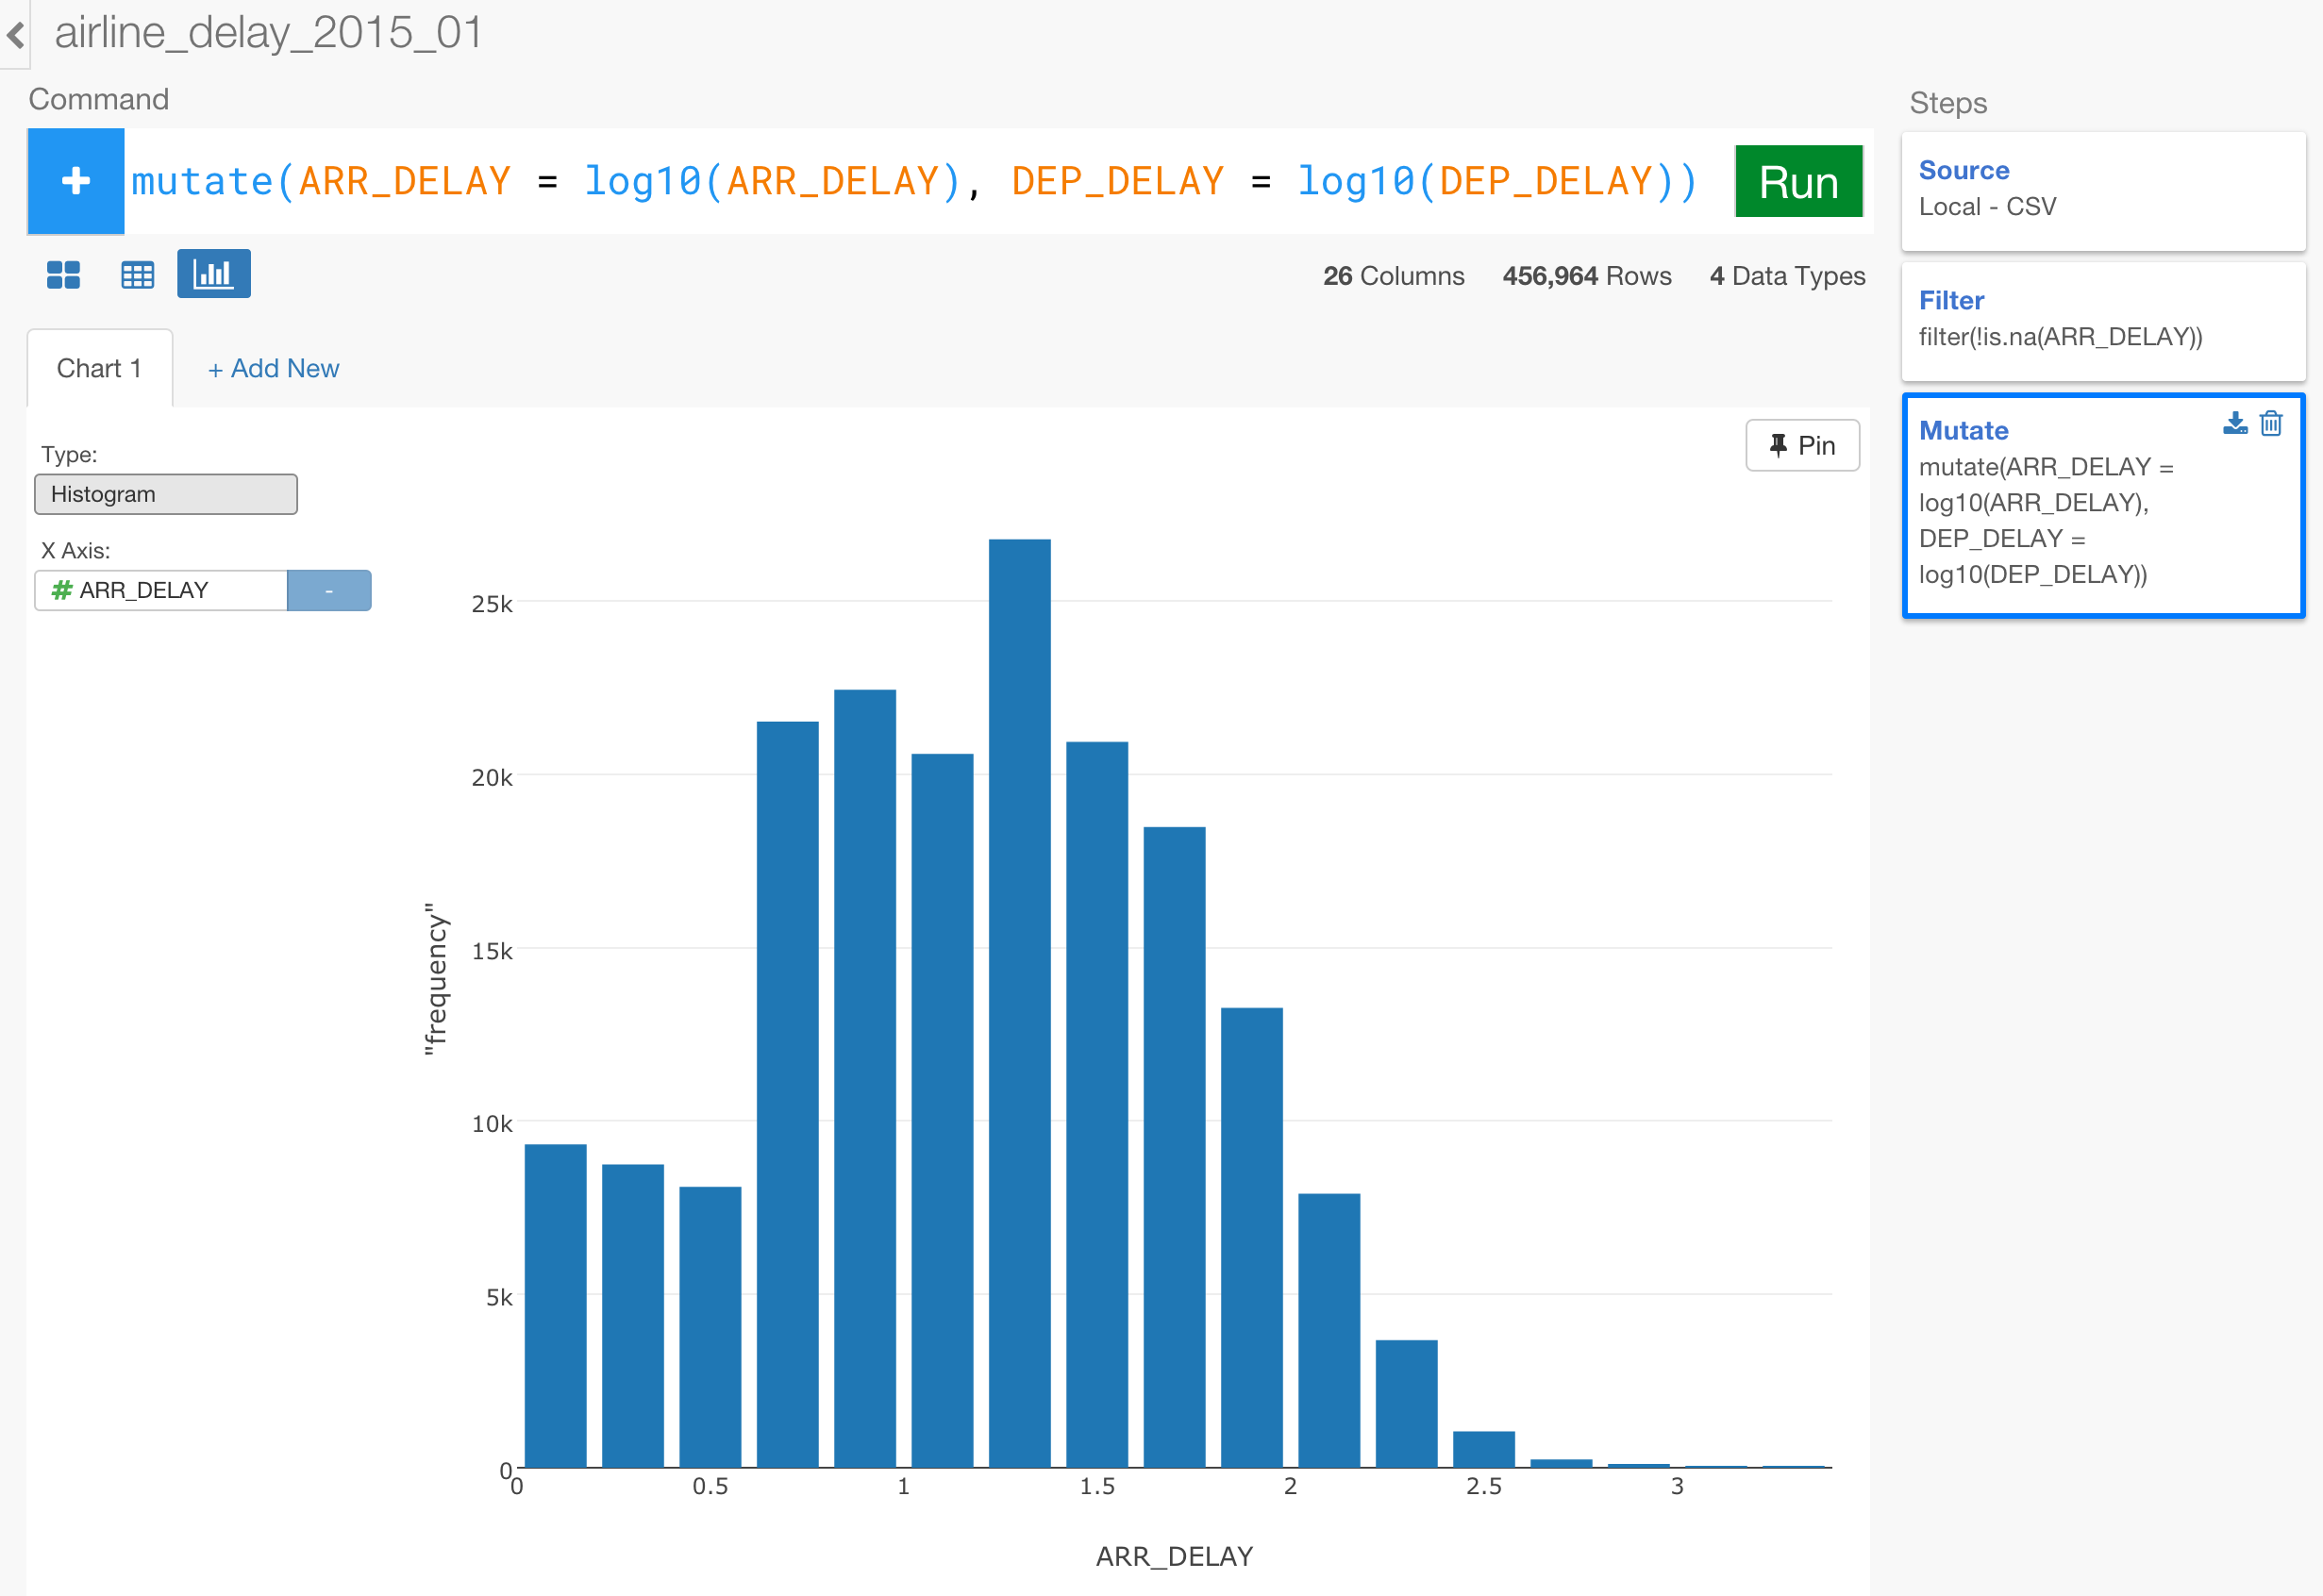 airline_delay_2015_01
Command
+ mutate(ARR_DELAY = log10(ARR_DELAY), DEP_DELAY = log10(DEP_DELAY)) Run
26 Columns 456,964 Rows 4 Data Types
Chart 1 + Add New
Pin
Type:
Histogram
X Axis:
# ARR_DELAY -
25k
20k
15k
10k
5k
0
"frequency"
0 0.5 1 1.5 2 2.5 3
ARR_DELAY
Steps
Source
Local - CSV
Filter
filter(!is.na(ARR_DELAY))
Mutate
mutate(ARR_DELAY =
log10(ARR_DELAY),
DEP_DELAY =
log10(DEP_DELAY))